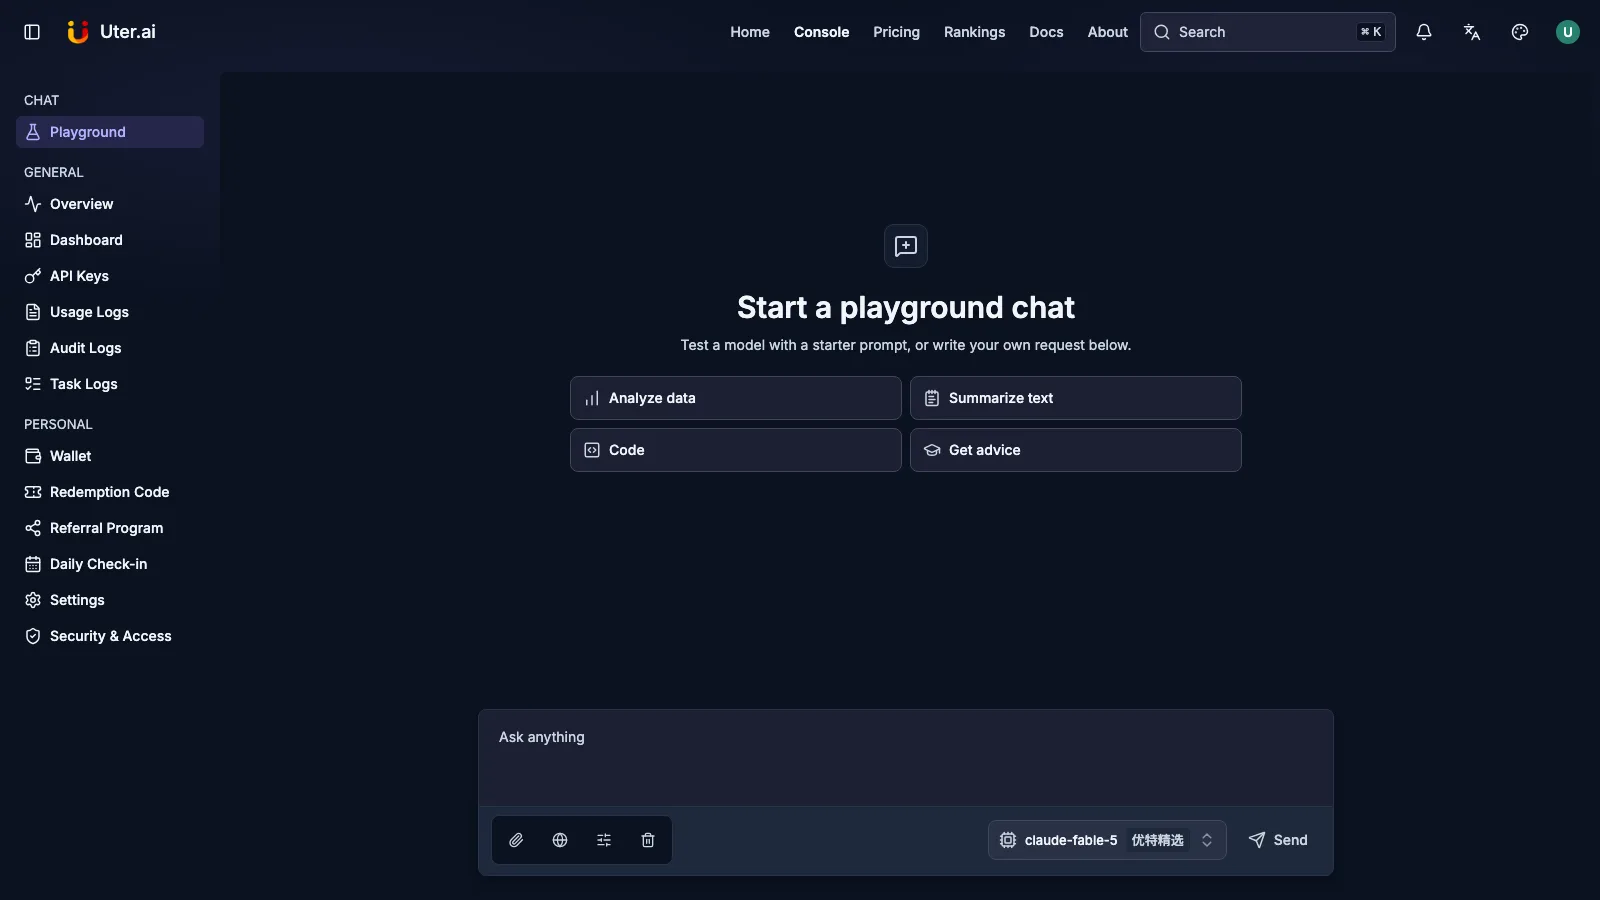 Uter.ai
Home
Console
Pricing
Rankings
Docs
About
Search
⌘ K
U
CHAT
Playground
GENERAL
Overview
Dashboard
API Keys
Usage Logs
Audit Logs
Task Logs
PERSONAL
Wallet
Redemption Code
Referral Program
Daily Check-in
Settings
Security & Access
Start a playground chat
Test a model with a starter prompt, or write your own request below.
Analyze data
Summarize text
Code
Get advice
Ask anything
claude-fable-5 优特精选
Send